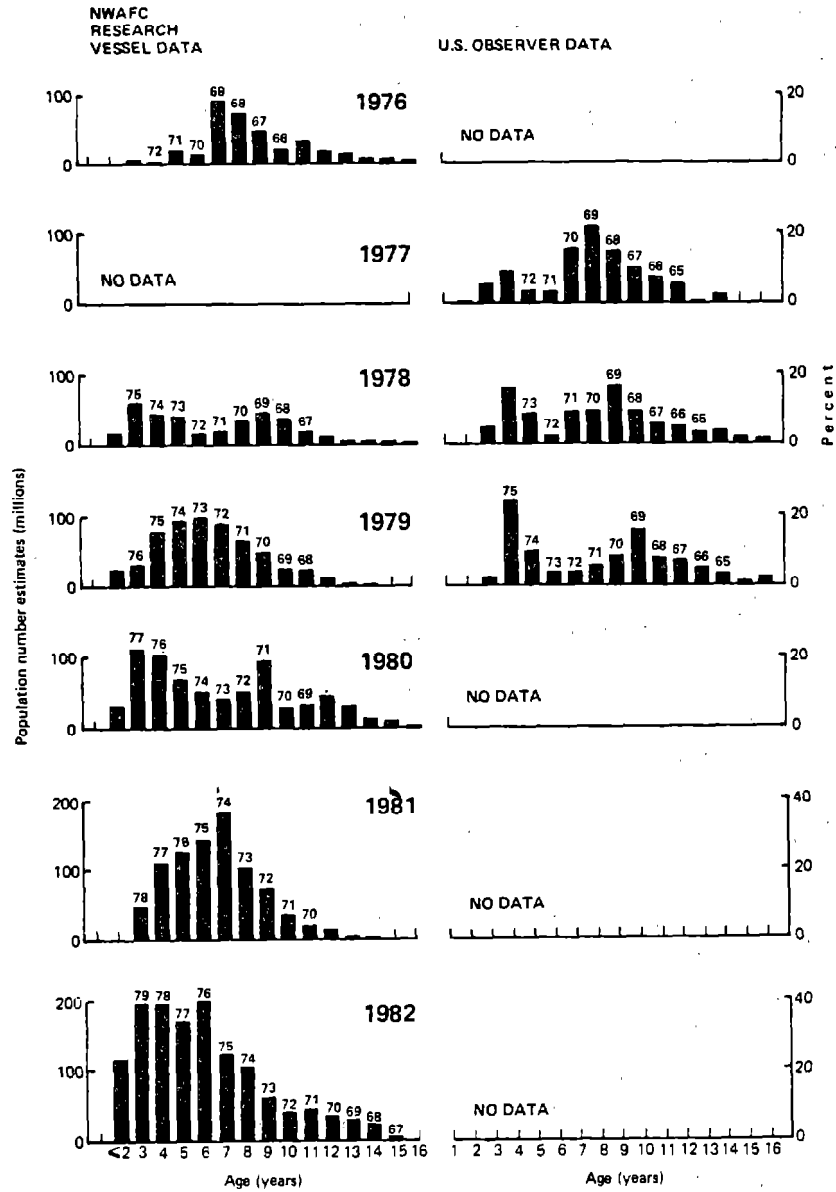 NWAFC
RESEARCH
VESSEL DATA
U.S. OBSERVER DATA
100
0
72 71 70 69 68 67 66
1976
NO DATA
20
0
100
0
NO DATA
1977
72 71 70 69 68 67 66 65
20
0
100
0
75 74 73 72 71 70 69 68 67
1978
73 72 71 70 69 68 67 66 65
20
0
100
0
76 75 74 73 72 71 70 69 68
1979
75 74 73 73 71 70 69 68 67 66 65
20
0
100
0
77 76 75 74 73 72 71 70 69
1980
NO DATA
20
0
200
100
0
78 77 76 75 74 73 72 71 70
1981
NO DATA
40
20
0
200
100
0
79 78 77 76 75 74 73 72 71 70 69 68 67
1982
NO DATA
40
20
0
⩽2 3 4 5 6 7 8 9 10 11 12 13 14 15 16
1 2 3 4 5 6 7 8 9 10 11 12 13 14 15 16
Age (years)
Age (years)
Population number estimates (millions)
Percent